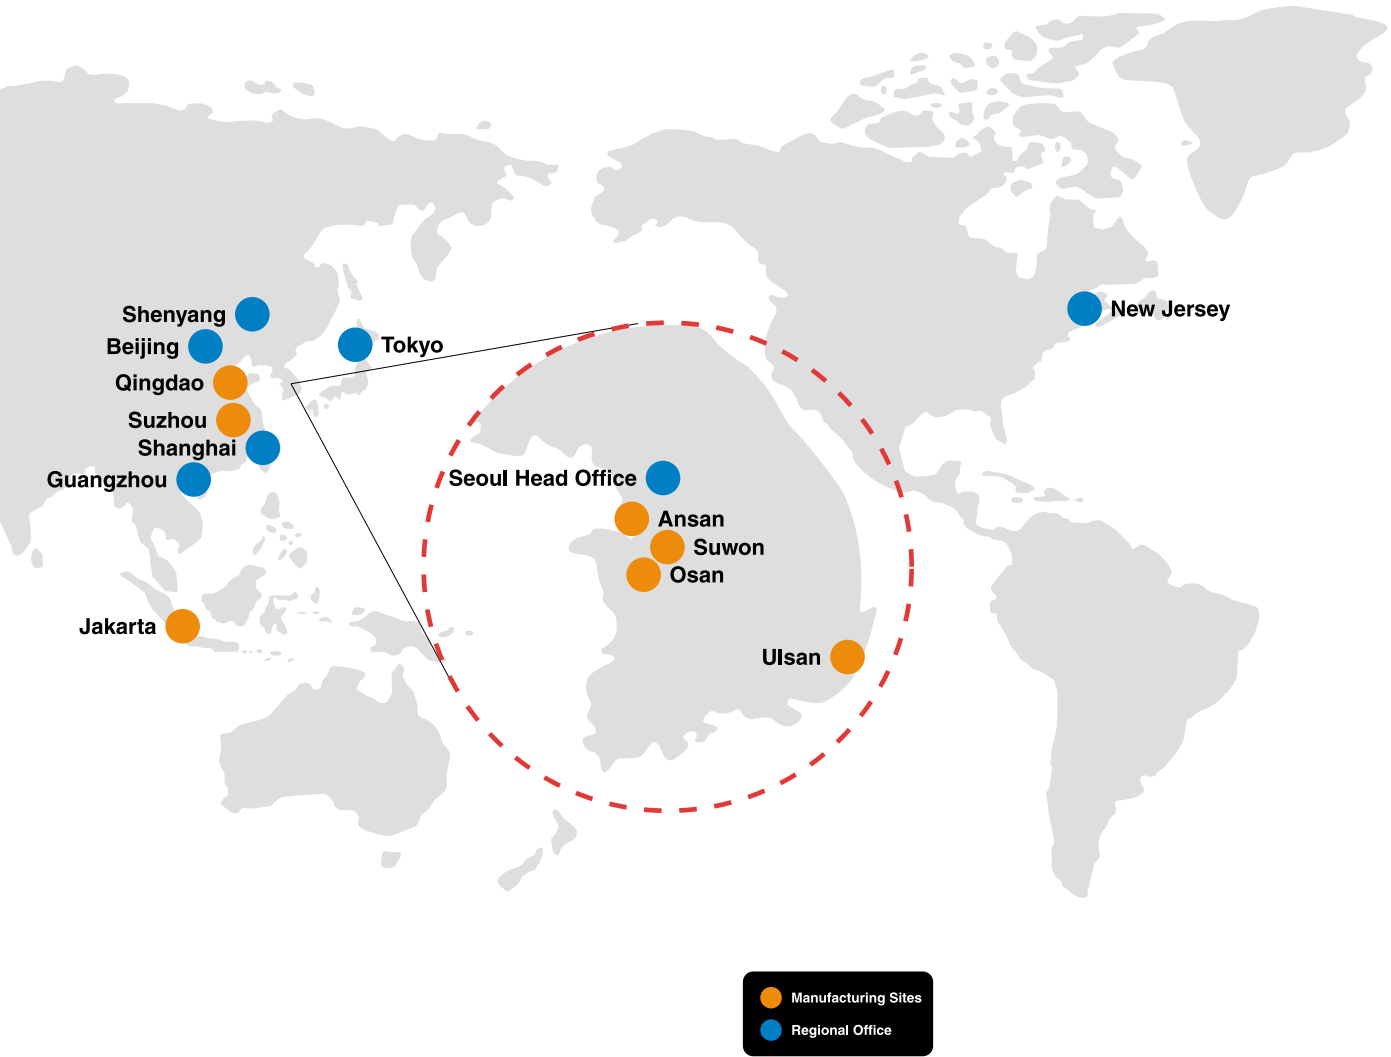 Shenyang
Beijing
Tokyo
New Jersey
Qingdao
Suzhou
Shanghai
Guangzhou
Seoul Head Office
Ansan
Suwon
Osan
Jakarta
Ulsan
Manufacturing Sites
Regional Office